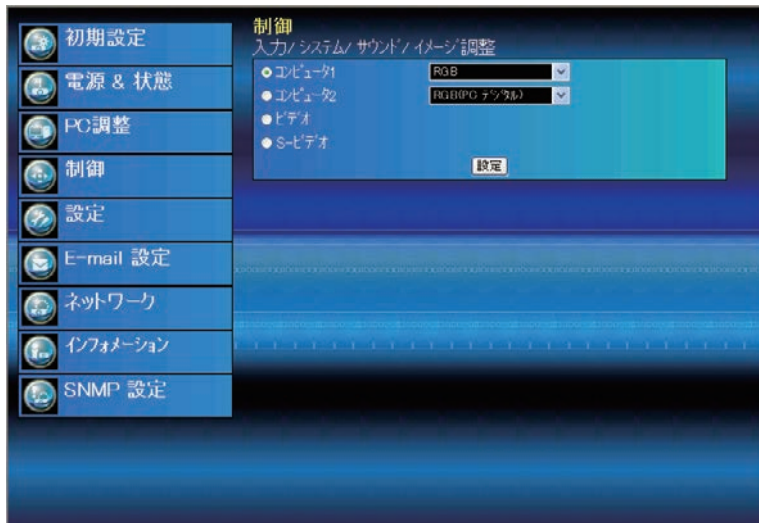 初期設定
電源 & 状態
PC調整
制御
設定
E-mail 設定
ネットワーク
インフォメーション
SNMP 設定
制御
入力/ システム/ サウンド/ イメージ調整
コンピュータ1 RGB
コンピュータ2 RGB(PC デジタル)
ビデオ
S-ビデオ
設定